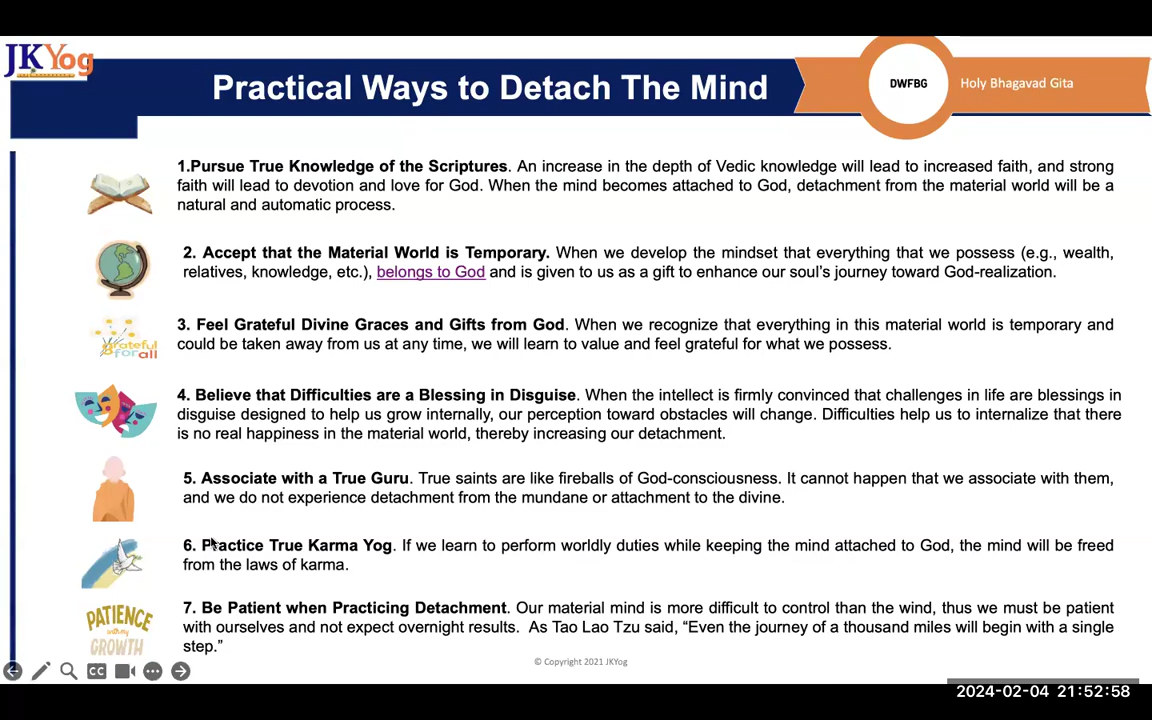 JKYog
Practical Ways to Detach The Mind
DWFBG
Holy Bhagavad Gita
1.Pursue True Knowledge of the Scriptures. An increase in the depth of Vedic knowledge will lead to increased faith, and strong
faith will lead to devotion and love for God. When the mind becomes attached to God, detachment from the material world will be a
natural and automatic process.
2. Accept that the Material World is Temporary. When we develop the mindset that everything that we possess (e.g., wealth,
relatives, knowledge, etc.), belongs to God and is given to us as a gift to enhance our soul's journey toward God-realization.
grateful
for all
3. Feel Grateful Divine Graces and Gifts from God. When we recognize that everything in this material world is temporary and
could be taken away from us at any time, we will learn to value and feel grateful for what we possess.
4. Believe that Difficulties are a Blessing in Disguise. When the intellect is firmly convinced that challenges in life are blessings in
disguise designed to help us grow internally, our perception toward obstacles will change. Difficulties help us to internalize that there
is no real happiness in the material world, thereby increasing our detachment.
5. Associate with a True Guru. True saints are like fireballs of God-consciousness. It cannot happen that we associate with them,
and we do not experience detachment from the mundane or attachment to the divine.
6. Practice True Karma Yog. If we learn to perform worldly duties while keeping the mind attached to God, the mind will be freed
from the laws of karma.
PATIENCE
with my
GROWTH
7. Be Patient when Practicing Detachment. Our material mind is more difficult to control than the wind, thus we must be patient
with ourselves and not expect overnight results. As Tao Lao Tzu said, “Even the journey of a thousand miles will begin with a single
step.”
CC
© Copyright 2021 JKYog
2024-02-04 21:52:58